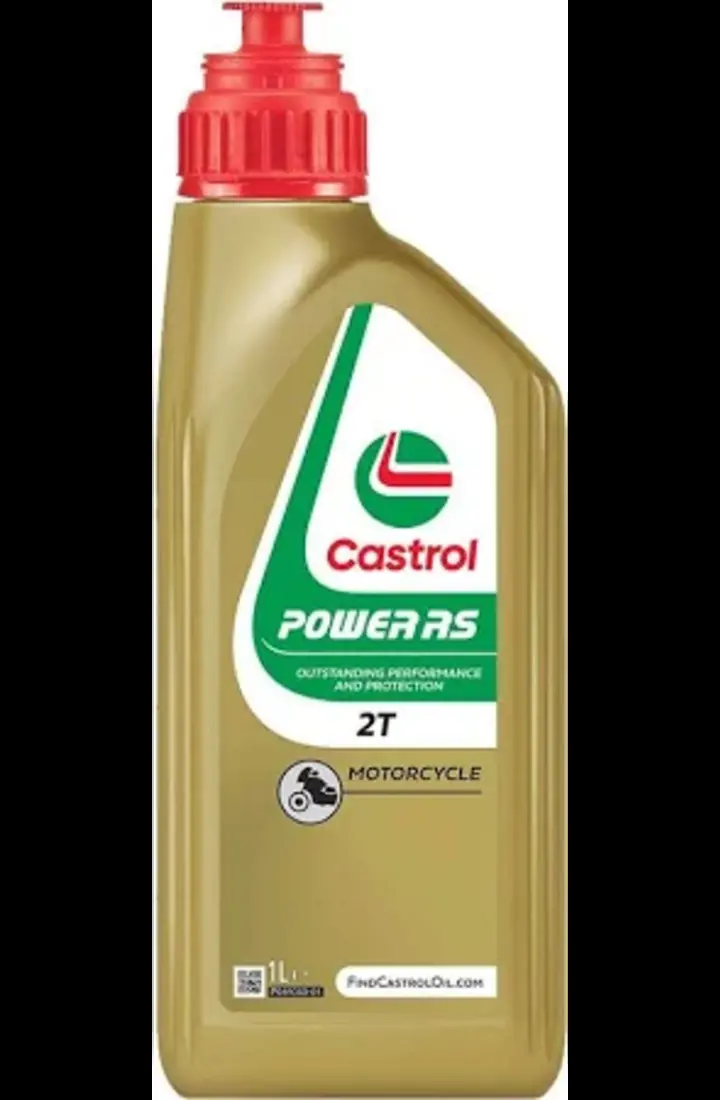 Castrol
POWER RS
OUTSTANDING PERFORMANCE
AND PROTECTION
2T
MOTORCYCLE
1L
FINDCASTROLOIL.COM